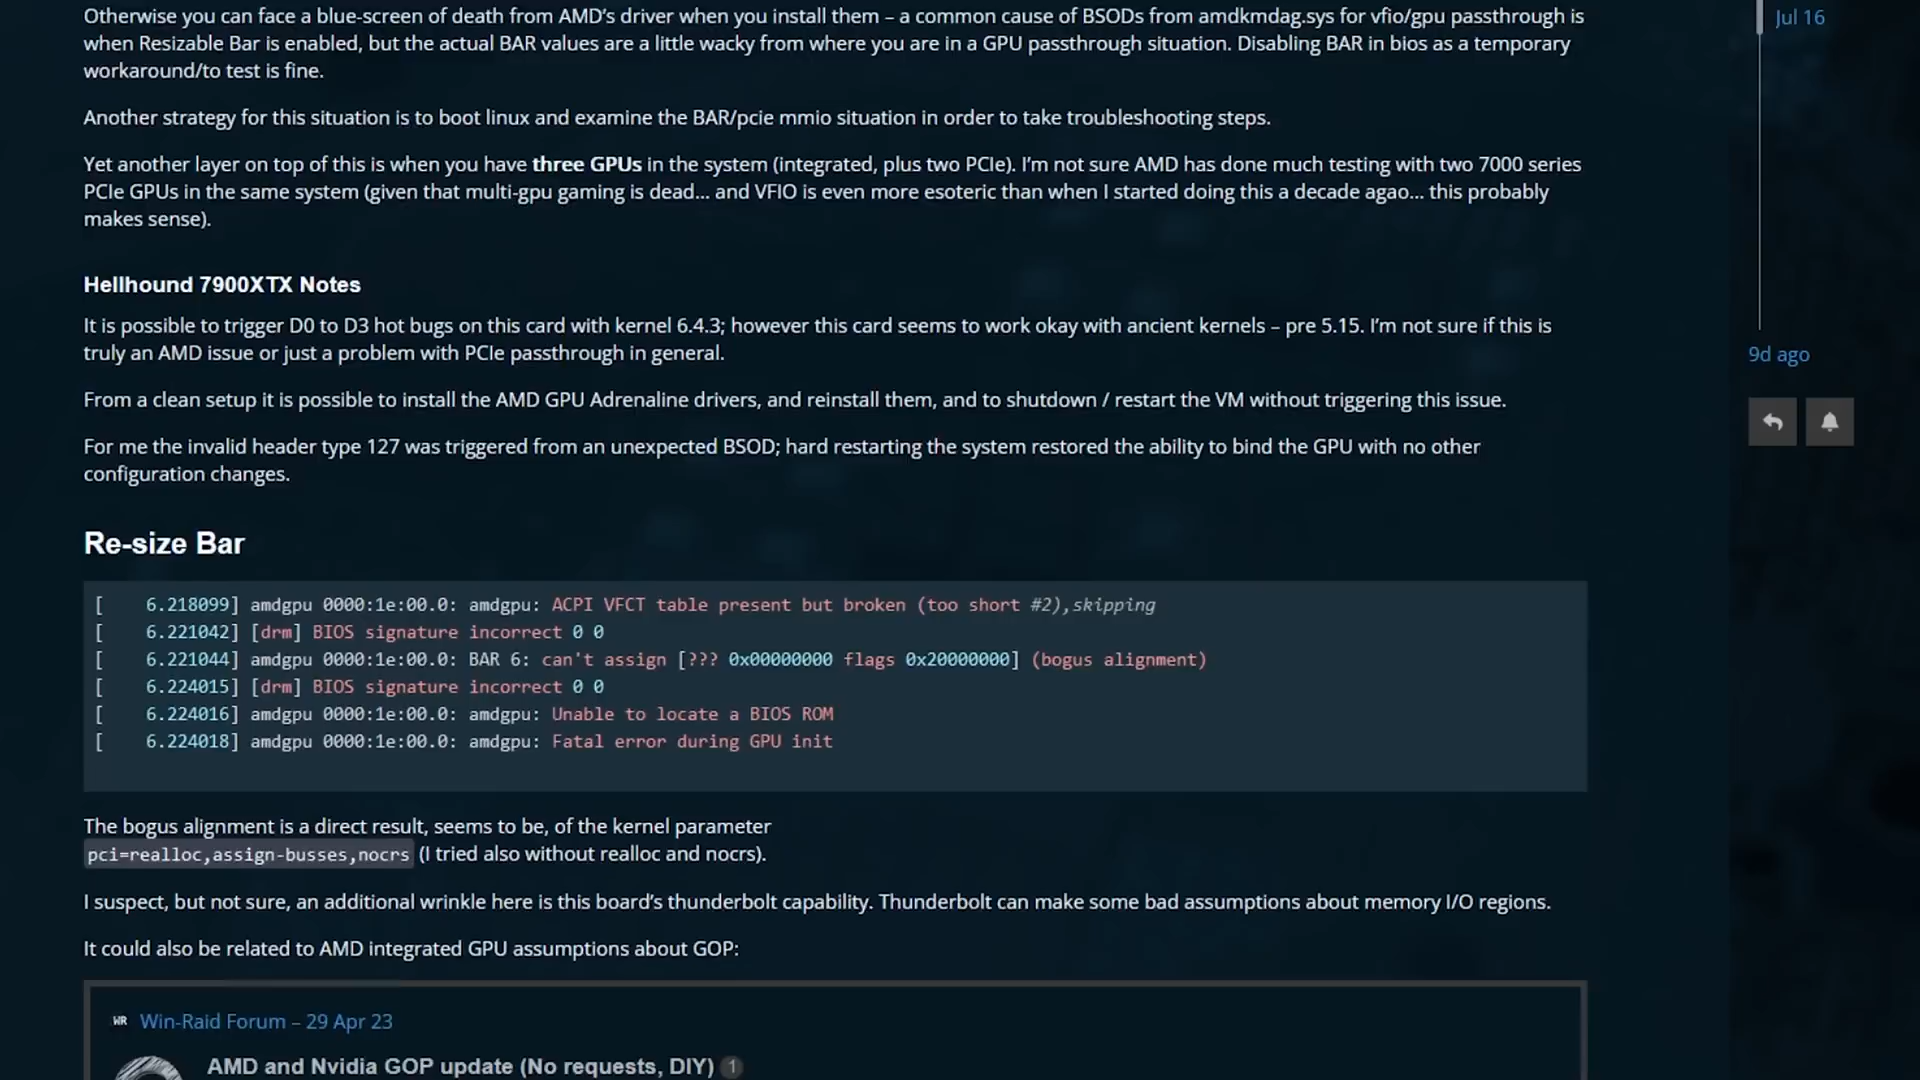 Otherwise you can face a blue-screen of death from AMD's driver when you install them – a common cause of BSODs from amdkmdag.sys for vfio/gpu passthrough is
when Resizable Bar is enabled, but the actual BAR values are a little wacky from where you are in a GPU passthrough situation. Disabling BAR in bios as a temporary
workaround/to test is fine.
Another strategy for this situation is to boot linux and examine the BAR/pcie mmio situation in order to take troubleshooting steps.
Yet another layer on top of this is when you have three GPUs in the system (integrated, plus two PCIe). I'm not sure AMD has done much testing with two 7000 series
PCIe GPUs in the same system (given that multi-gpu gaming is dead… and VFIO is even more esoteric than when I started doing this a decade agao… this probably
makes sense).
Hellhound 7900XTX Notes
It is possible to trigger D0 to D3 hot bugs on this card with kernel 6.4.3; however this card seems to work okay with ancient kernels – pre 5.15. I'm not sure if this is
truly an AMD issue or just a problem with PCIe passthrough in general.
From a clean setup it is possible to install the AMD GPU Adrenaline drivers, and reinstall them, and to shutdown / restart the VM without triggering this issue.
For me the invalid header type 127 was triggered from an unexpected BSOD; hard restarting the system restored the ability to bind the GPU with no other
configuration changes.
Re-size Bar
[    6.218099] amdgpu 0000:1e:00.0: amdgpu: ACPI VFCT table present but broken (too short #2),skipping
[    6.221042] [drm] BIOS signature incorrect 0 0
[    6.221044] amdgpu 0000:1e:00.0: BAR 6: can't assign [??? 0x00000000 flags 0x20000000] (bogus alignment)
[    6.224015] [drm] BIOS signature incorrect 0 0
[    6.224016] amdgpu 0000:1e:00.0: amdgpu: Unable to locate a BIOS ROM
[    6.224018] amdgpu 0000:1e:00.0: amdgpu: Fatal error during GPU init
The bogus alignment is a direct result, seems to be, of the kernel parameter
pci=realloc,assign-busses,nocrs (I tried also without realloc and nocrs).
I suspect, but not sure, an additional wrinkle here is this board's thunderbolt capability. Thunderbolt can make some bad assumptions about memory I/O regions.
It could also be related to AMD integrated GPU assumptions about GOP:
WR Win-Raid Forum – 29 Apr 23
AMD and Nvidia GOP update (No requests, DIY) 1
Jul 16
9d ago